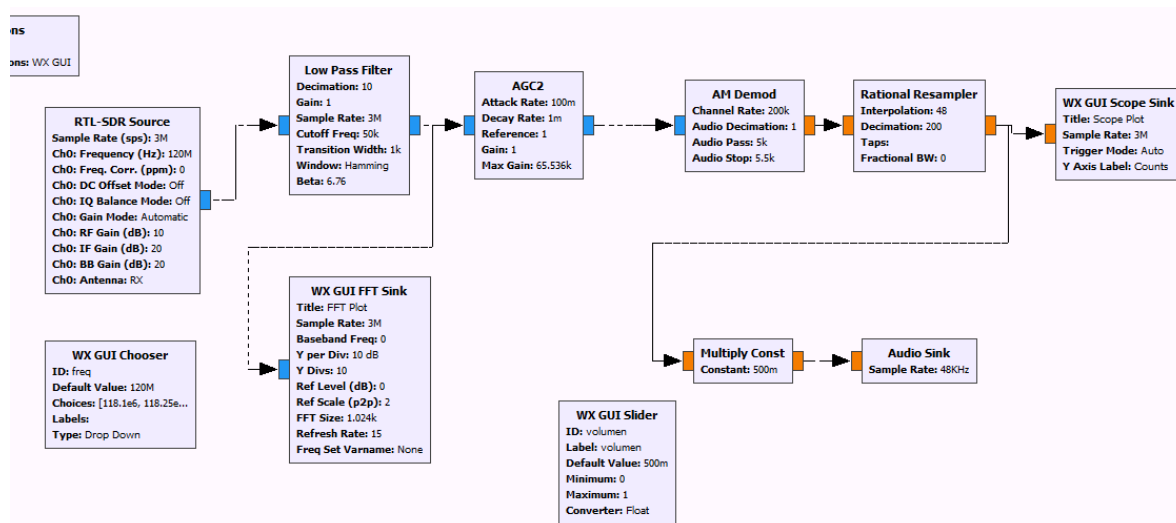 ons
ons: WX GUI
RTL-SDR Source
Sample Rate (sps): 3M
Ch0: Frequency (Hz): 120M
Ch0: Freq. Corr. (ppm): 0
Ch0: DC Offset Mode: Off
Ch0: IQ Balance Mode: Off
Ch0: Gain Mode: Automatic
Ch0: RF Gain (dB): 10
Ch0: IF Gain (dB): 20
Ch0: BB Gain (dB): 20
Ch0: Antenna: RX
Low Pass Filter
Decimation: 10
Gain: 1
Sample Rate: 3M
Cutoff Freq: 50k
Transition Width: 1k
Window: Hamming
Beta: 6.76
AGC2
Attack Rate: 100m
Decay Rate: 1m
Reference: 1
Gain: 1
Max Gain: 65.536k
AM Demod
Channel Rate: 200k
Audio Decimation: 1
Audio Pass: 5k
Audio Stop: 5.5k
Rational Resampler
Interpolation: 48
Decimation: 200
Taps:
Fractional BW: 0
WX GUI Scope Sink
Title: Scope Plot
Sample Rate: 3M
Trigger Mode: Auto
Y Axis Label: Counts
WX GUI Chooser
ID: freq
Default Value: 120M
Choices: [118.1e6, 118.25e...
Labels:
Type: Drop Down
WX GUI FFT Sink
Title: FFT Plot
Sample Rate: 3M
Baseband Freq: 0
Y per Div: 10 dB
Y Divs: 10
Ref Level (dB): 0
Ref Scale (p2p): 2
FFT Size: 1.024k
Refresh Rate: 15
Freq Set Varname: None
Multiply Const
Constant: 500m
Audio Sink
Sample Rate: 48KHz
WX GUI Slider
ID: volumen
Label: volumen
Default Value: 500m
Minimum: 0
Maximum: 1
Converter: Float